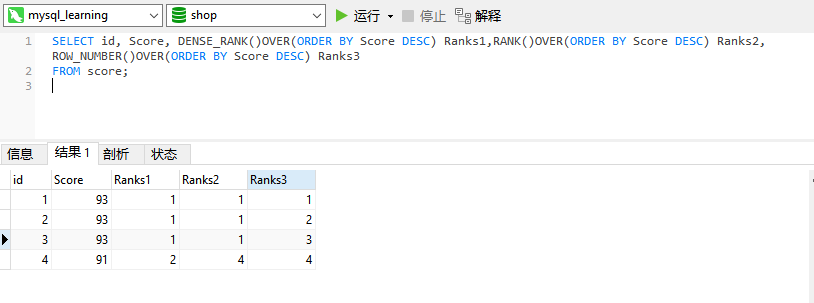 mysql_learning shop 运行 停止 解释
1 SELECT id, Score, DENSE_RANK()OVER(ORDER BY Score DESC) Ranks1,RANK()OVER(ORDER BY Score DESC) Ranks2,
ROW_NUMBER()OVER(ORDER BY Score DESC) Ranks3
2 FROM score;
3
信息 结果 1 剖析 状态
id Score Ranks1 Ranks2 Ranks3
1 93 1 1 1
2 93 1 1 2
3 93 1 1 3
4 91 2 4 4